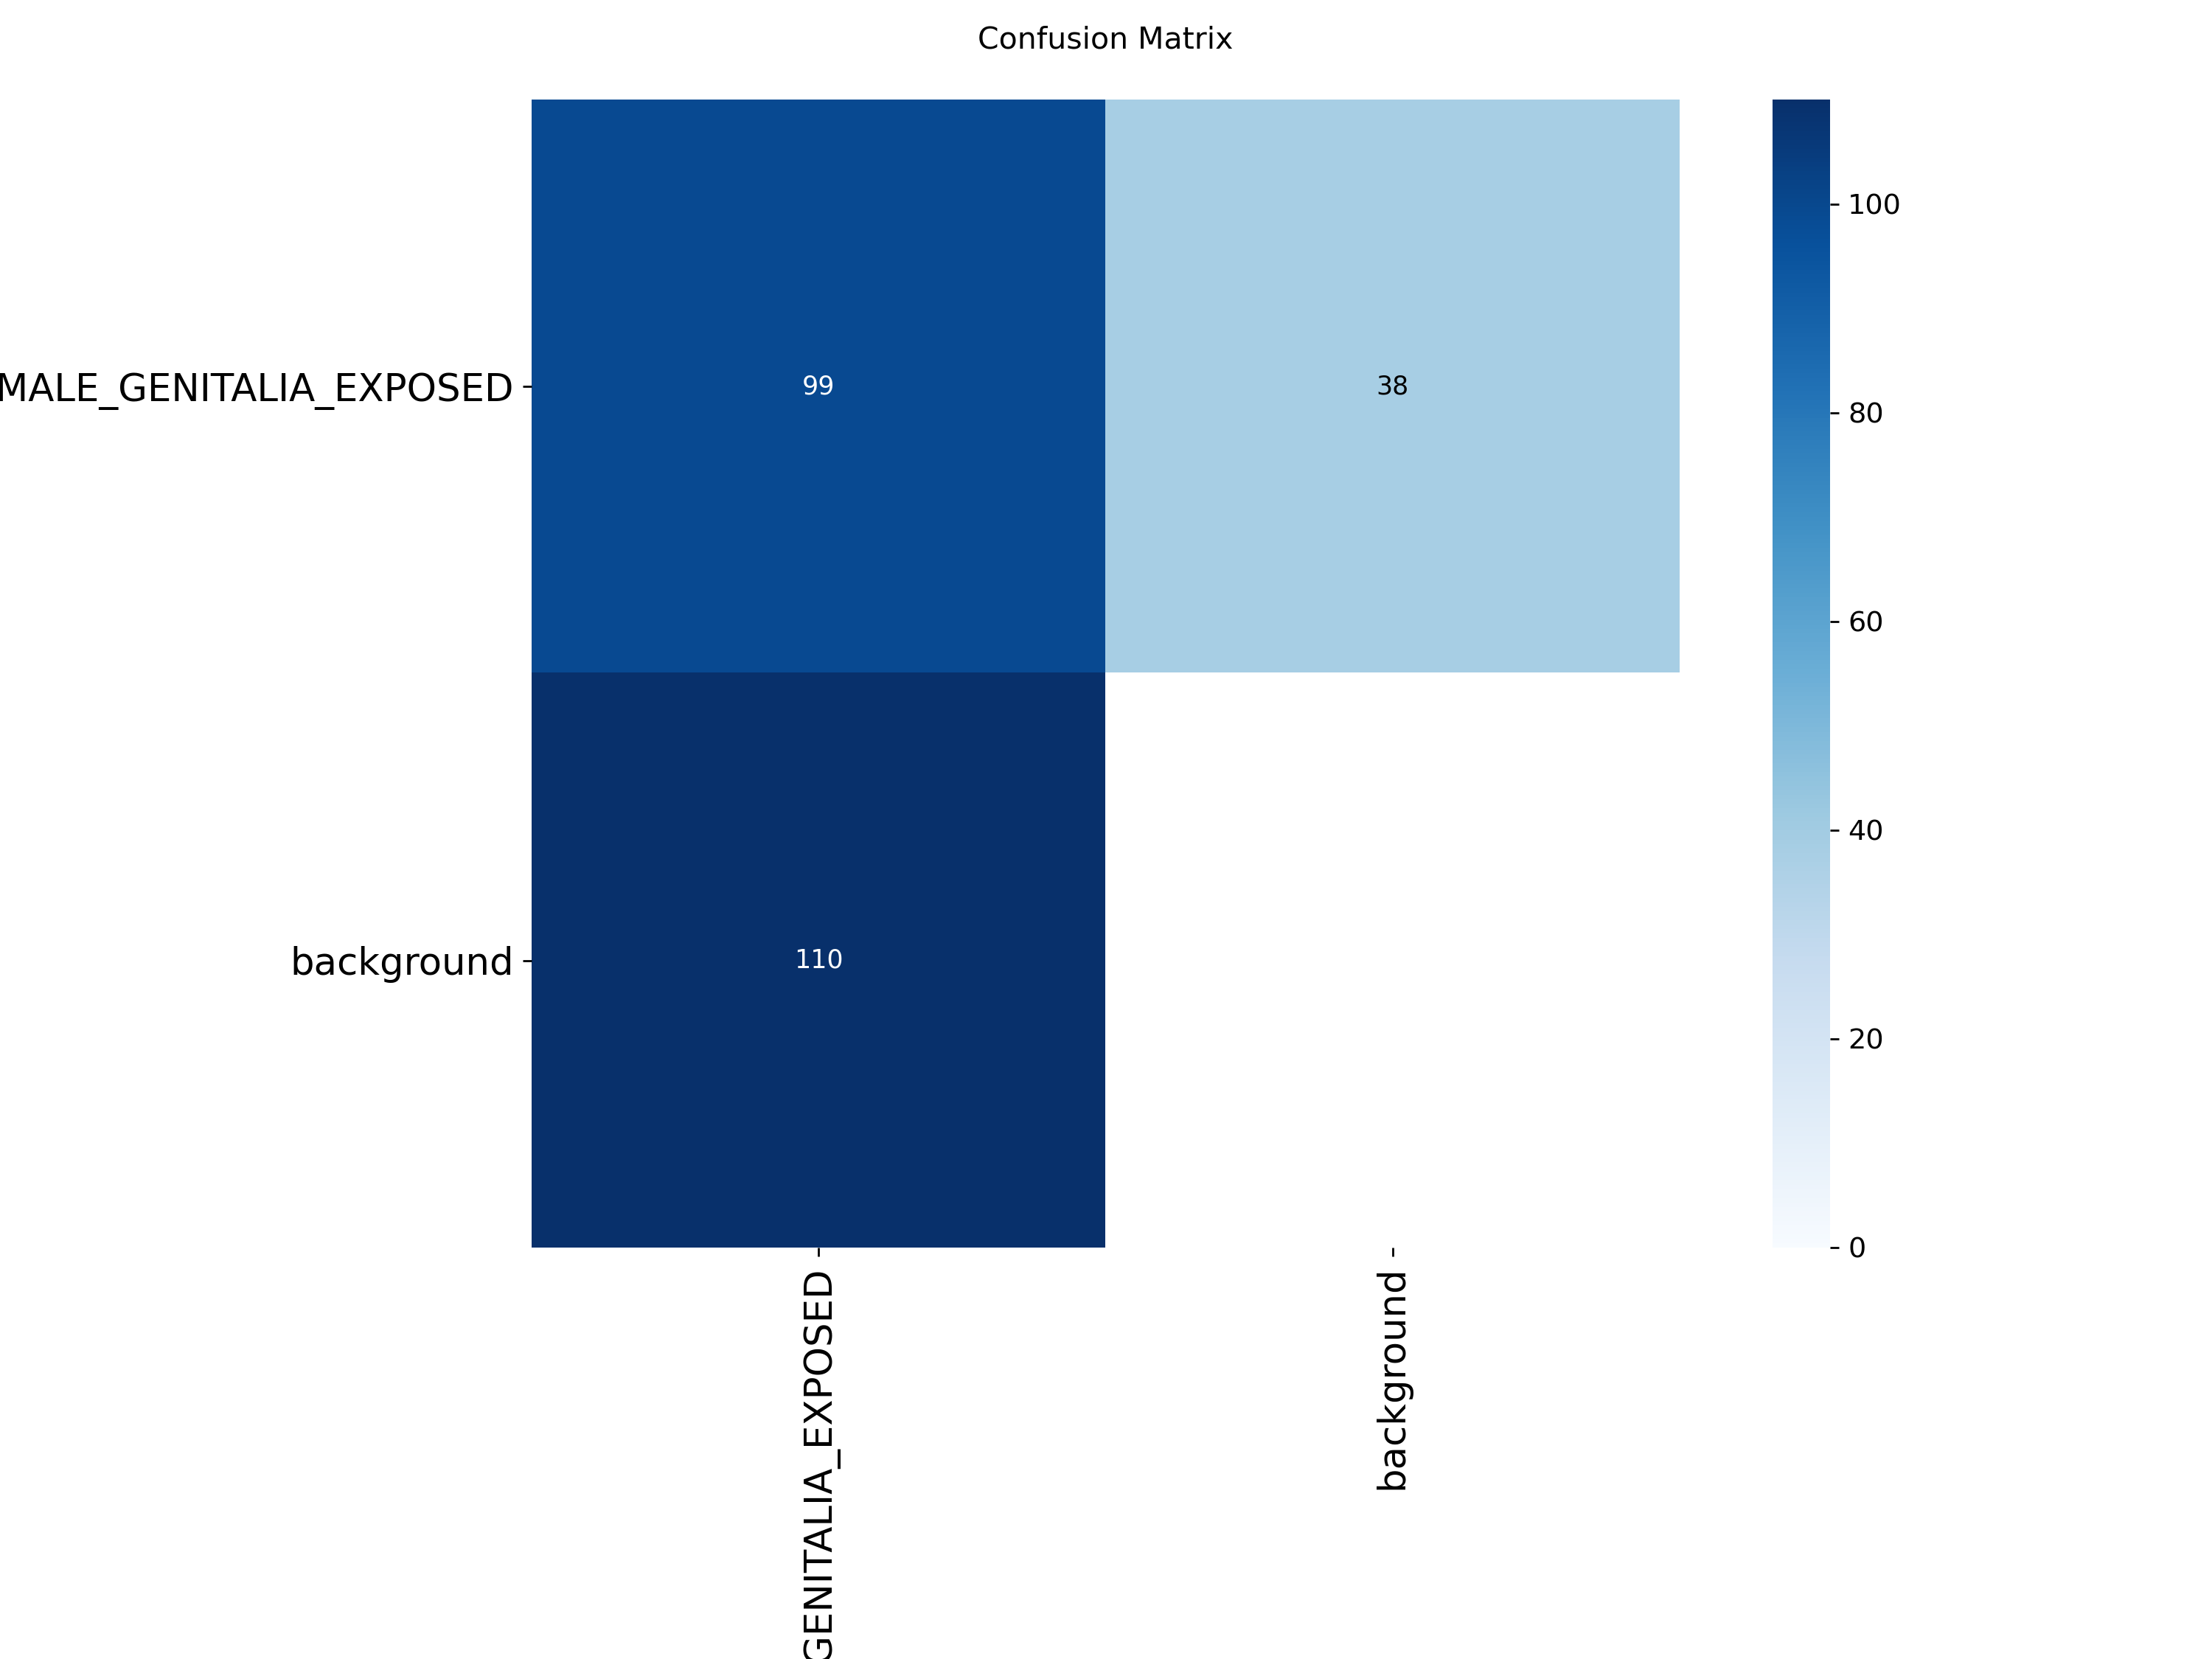 Confusion Matrix
MALE_GENITALIA_EXPOSED
99
38
background
110
GENITALIA_EXPOSED
background
100
80
60
40
20
0